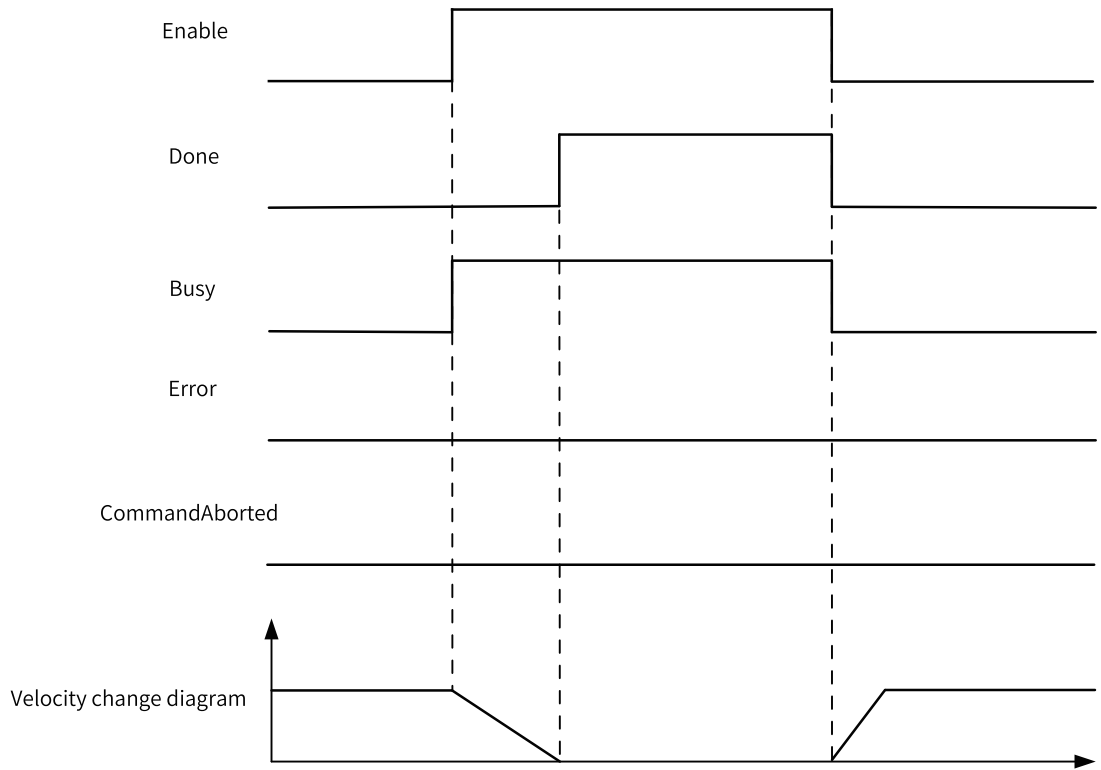 Enable
Done
Busy
Error
CommandAborted
Velocity change diagram